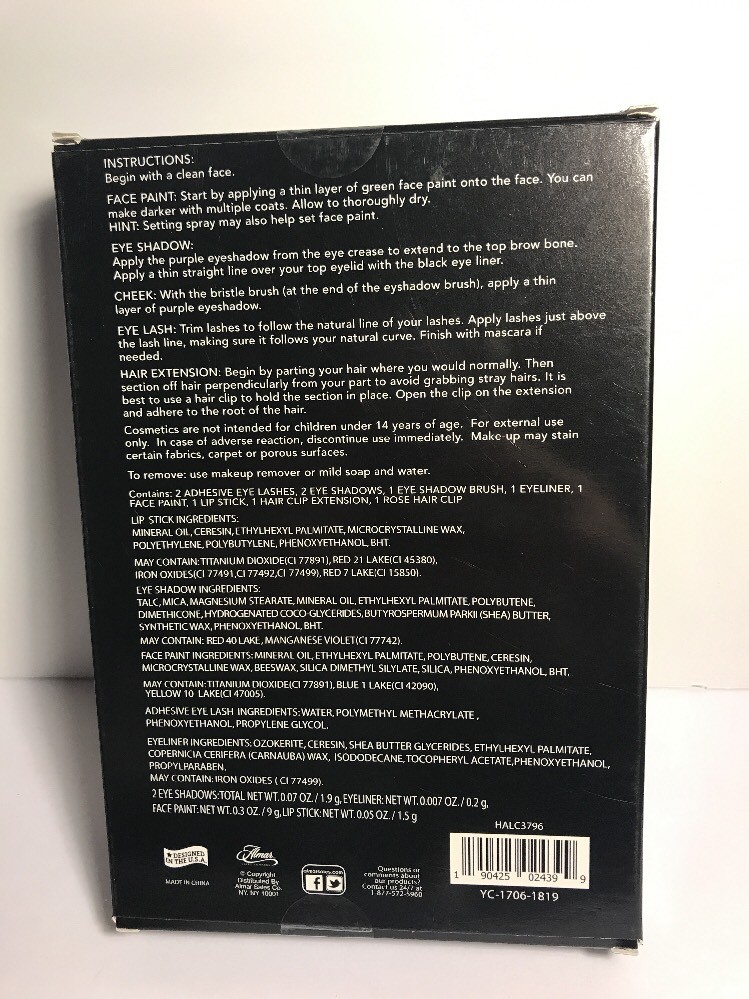 INSTRUCTIONS:
Begin with a clean face.
FACE PAINT: Start by applying a thin layer of green face paint onto the face. You can
make darker with multiple coats. Allow to thoroughly dry.
HINT: Setting spray may also help set face paint.
EYE SHADOW:
Apply the purple eyeshadow from the eye crease to extend to the top brow bone.
Apply a thin straight line over your top eyelid with the black eye liner.
CHEEK: With the bristle brush (at the end of the eyshadow brush), apply a thin
layer of purple eyeshadow.
EYE LASH: Trim lashes to follow the natural line of your lashes. Apply lashes just above
the lash line, making sure it follows your natural curve. Finish with mascara if
needed.
HAIR EXTENSION: Begin by parting your hair where you would normally. Then
section off hair perpendicularly from your part to avoid grabbing stray hairs. It is
best to use a hair clip to hold the section in place. Open the clip on the extension
and adhere to the root of the hair.
Cosmetics are not intended for children under 14 years of age. For external use
only. In case of adverse reaction, discontinue use immediately. Make-up may stain
certain fabrics, carpet or porous surfaces.
To remove: use makeup remover or mild soap and water.
Contains: 2 ADHESIVE EYE LASHES, 2 EYE SHADOWS, 1 EYE SHADOW BRUSH, 1 EYELINER, 1
FACE PAINT, 1 LIP STICK, 1 HAIR CLIP EXTENSION, 1 ROSE HAIR CLIP
LIP STICK INGREDIENTS:
MINERAL OIL, CERESIN, ETHYLHEXYL PALMITATE, MICROCRYSTALLINE WAX,
POLYETHYLENE, POLYBUTYLENE, PHENOXYETHANOL, BHT.
MAY CONTAIN: TITANIUM DIOXIDE(CI 77891), RED 21 LAKE(CI 45380),
IRON OXIDES(CI 77491,CI 77492,CI 77499), RED 7 LAKE(CI 15850).
EYE SHADOW INGREDIENTS:
TALC, MICA, MAGNESIUM STEARATE, MINERAL OIL, ETHYLHEXYL PALMITATE, POLYBUTENE,
DIMETHICONE, HYDROGENATED COCO-GLYCERIDES, BUTYROSPERMUM PARKII (SHEA) BUTTER,
SYNTHETIC WAX, PHENOXYETHANOL, BHT.
MAY CONTAIN: RED 40 LAKE, MANGANESE VIOLET(CI 77742).
FACE PAINT INGREDIENTS: MINERAL OIL, ETHYLHEXYL PALMITATE, POLYBUTENE, CERESIN,
MICROCRYSTALLINE WAX, BEESWAX, SILICA DIMETHYL SILYLATE, SILICA, PHENOXYETHANOL, BHT.
MAY CONTAIN: TITANIUM DIOXIDE(CI 77891), BLUE 1 LAKE(CI 42090),
YELLOW 10 LAKE(CI 47005).
ADHESIVE EYE LASH INGREDIENTS: WATER, POLYMETHYL METHACRYLATE ,
PHENOXYETHANOL, PROPYLENE GLYCOL.
EYELINER INGREDIENTS: OZOKERITE, CERESIN, SHEA BUTTER GLYCERIDES, ETHYLHEXYL PALMITATE,
COPERNICIA CERIFERA (CARNAUBA) WAX, ISODODECANE, TOCOPHERYL ACETATE, PHENOXYETHANOL,
PROPYLPARABEN.
MAY CONTAIN: IRON OXIDES ( CI 77499).
2 EYE SHADOWS:TOTAL NET WT. 0.07 OZ. / 1.9 g, EYELINER: NET WT. 0.007 OZ. / 0.2 g,
FACE PAINT: NET WT. 0.3 OZ. / 9 g, LIP STICK: NET WT. 0.05 OZ. / 1.5 g
HALC3796
DESIGNED
IN THE U.S.A.
MADE IN CHINA
Almar
© Copyright
Distributed By
Almar Sales Co.
NY, NY 10001
almarsales.com
Questions or
comments about
our products?
Contact us 24/7 at
1-877-572-5960
1 90425 02439 9
YC-1706-1819